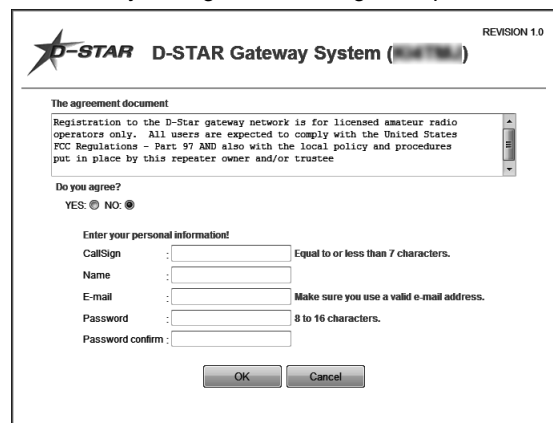 REVISION 1.0
D-STAR D-STAR Gateway System ( )
The agreement document
Registration to the D-Star gateway network is for licensed amateur radio
operators only. All users are expected to comply with the United States
FCC Regulations - Part 97 AND also with the local policy and procedures
put in place by this repeater owner and/or trustee
Do you agree?
YES: NO:
Enter your personal information!
CallSign : Equal to or less than 7 characters.
Name :
E-mail : Make sure you use a valid e-mail address.
Password : 8 to 16 characters.
Password confirm :
OK Cancel